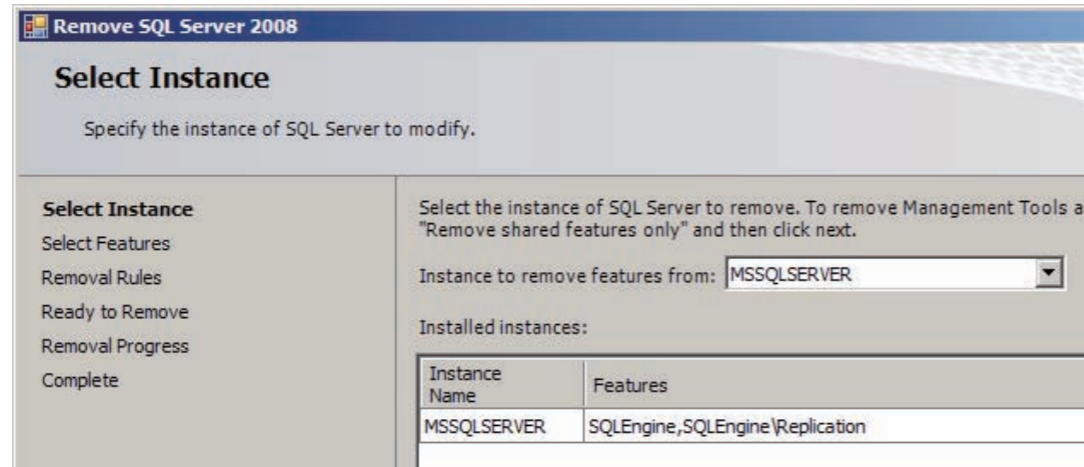 Remove SQL Server 2008
Select Instance
Specify the instance of SQL Server to modify.
Select Instance
Select Features
Removal Rules
Ready to Remove
Removal Progress
Complete
Select the instance of SQL Server to remove. To remove Management Tools a
"Remove shared features only" and then click next.
Instance to remove features from: MSSQLSERVER
Installed instances:
Instance Name Features
MSSQLSERVER SQLEngine,SQLEngine\Replication